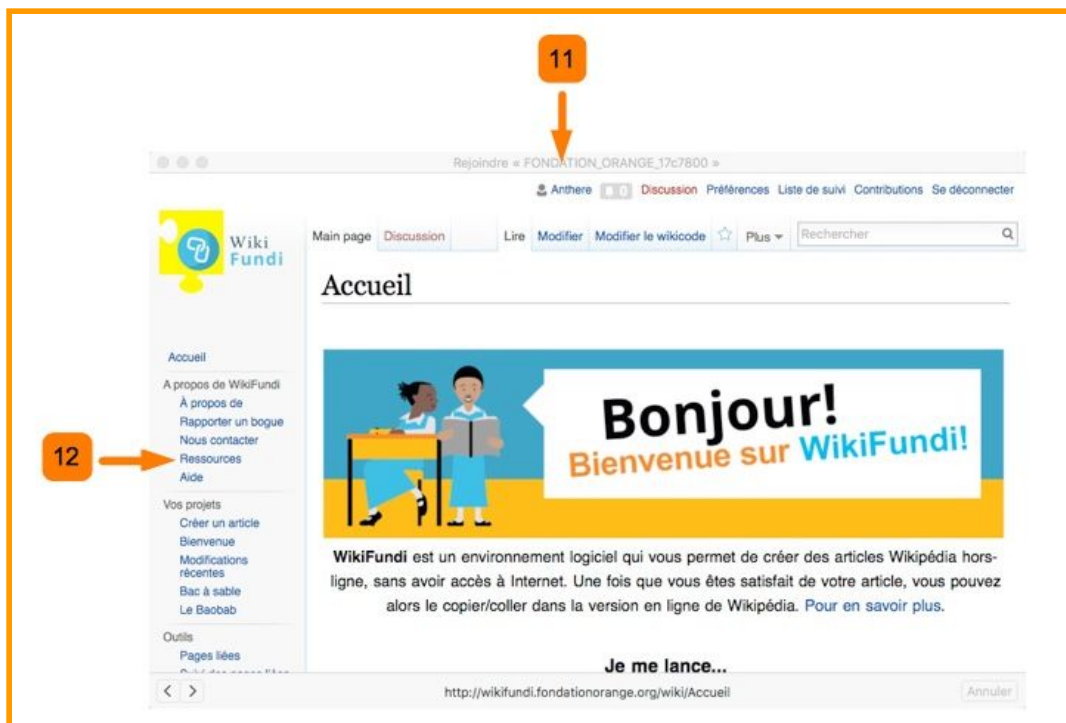 11
Rejoindre « FONDATION_ORANGE_17c7800 »
Anthere 0 Discussion Préférences Liste de suivi Contributions Se déconnecter
Wiki
Fundi
Main page Discussion Lire Modifier Modifier le wikicode Plus Rechercher
Accueil
Accueil
A propos de WikiFundi
À propos de
Rapporter un bogue
Nous contacter
12
Ressources
Aide
Vos projets
Créer un article
Bienvenue
Modifications
récentes
Bac à sable
Le Baobab
Outils
Pages liées
Bonjour!
Bienvenue sur WikiFundi!
WikiFundi est un environnement logiciel qui vous permet de créer des articles Wikipédia hors-
ligne, sans avoir accès à Internet. Une fois que vous êtes satisfait de votre article, vous pouvez
alors le copier/coller dans la version en ligne de Wikipédia. Pour en savoir plus.
Je me lance...
http://wikifundi.fondationorange.org/wiki/Accueil
Annuler